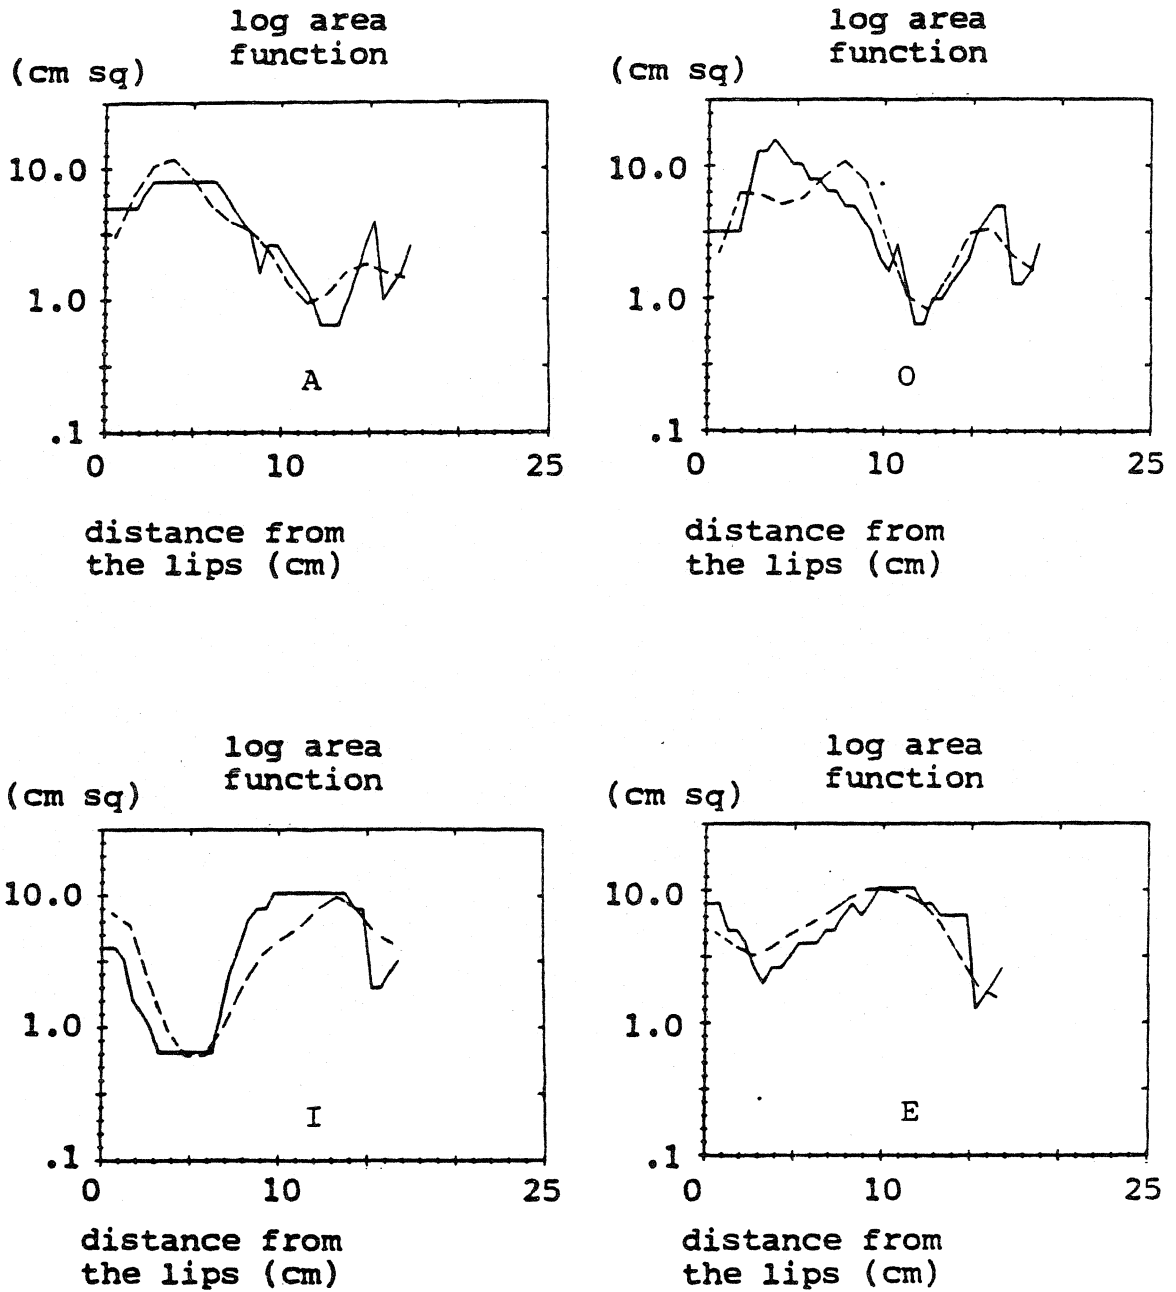 log area
function
(cm sq)
10.0
1.0
.1
A
0 10 25
distance from
the lips (cm)
log area
function
(cm sq)
10.0
1.0
.1
O
0 10 25
distance from
the lips (cm)
log area
function
(cm sq)
10.0
1.0
.1
I
0 10 25
distance from
the lips (cm)
log area
function
(cm sq)
10.0
1.0
.1
E
0 10 25
distance from
the lips (cm)